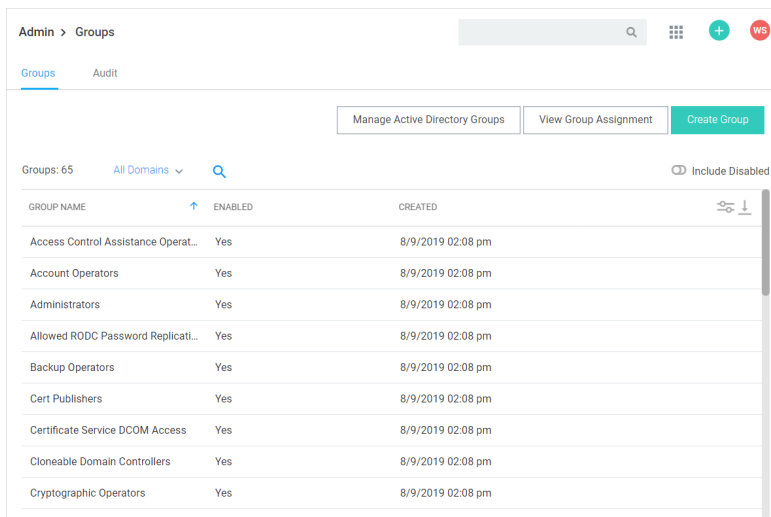 Admin > Groups
WS
Groups Audit
Manage Active Directory Groups View Group Assignment Create Group
Groups: 65 All Domains Include Disabled
GROUP NAME ENABLED CREATED
Access Control Assistance Operat... Yes 8/9/2019 02:08 pm
Account Operators Yes 8/9/2019 02:08 pm
Administrators Yes 8/9/2019 02:08 pm
Allowed RODC Password Replicati... Yes 8/9/2019 02:08 pm
Backup Operators Yes 8/9/2019 02:08 pm
Cert Publishers Yes 8/9/2019 02:08 pm
Certificate Service DCOM Access Yes 8/9/2019 02:08 pm
Cloneable Domain Controllers Yes 8/9/2019 02:08 pm
Cryptographic Operators Yes 8/9/2019 02:08 pm